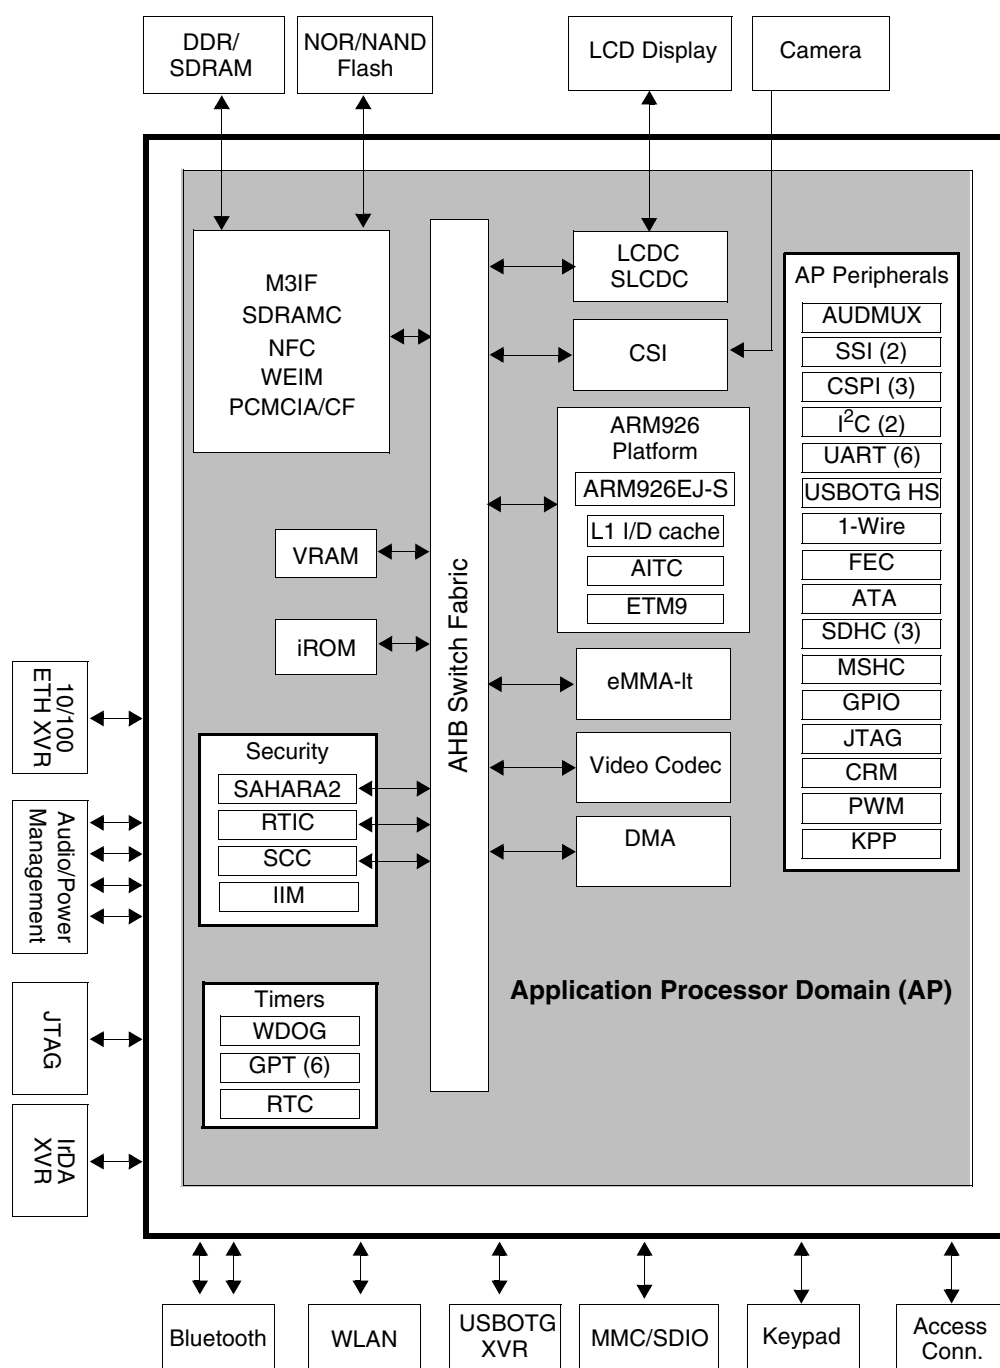 DDR/
SDRAM
NOR/NAND
Flash
LCD Display
Camera
M3IF
SDRAMC
NFC
WEIM
PCMCIA/CF
VRAM
iROM
Security
SAHARA2
RTIC
SCC
IIM
Timers
WDOG
GPT (6)
RTC
AHB Switch Fabric
LCDC
SLCDC
CSI
ARM926
Platform
ARM926EJ-S
L1 I/D cache
AITC
ETM9
eMMA-lt
Video Codec
DMA
AP Peripherals
AUDMUX
SSI (2)
CSPI (3)
I²C (2)
UART (6)
USBOTG HS
1-Wire
FEC
ATA
SDHC (3)
MSHC
GPIO
JTAG
CRM
PWM
KPP
Application Processor Domain (AP)
10/100
ETH XVR
Audio/Power
Management
JTAG
IrDA
XVR
Bluetooth
WLAN
USBOTG
XVR
MMC/SDIO
Keypad
Access
Conn.